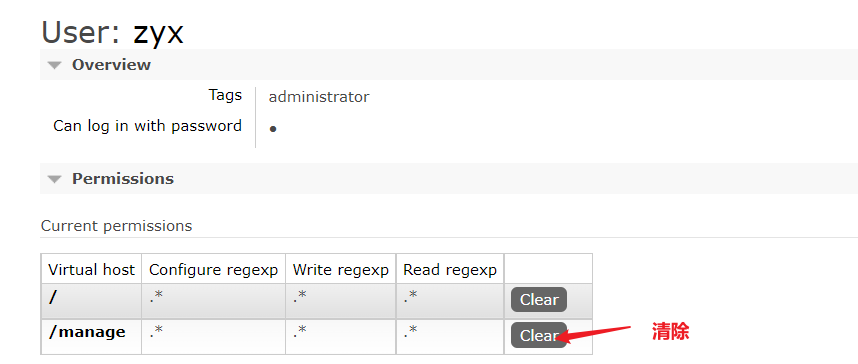 User: zyx
Overview
Tags administrator
Can log in with password •
Permissions
Current permissions
Virtual host Configure regexp Write regexp Read regexp
/ .* .* .* Clear
/manage .* .* .* Clear 清除